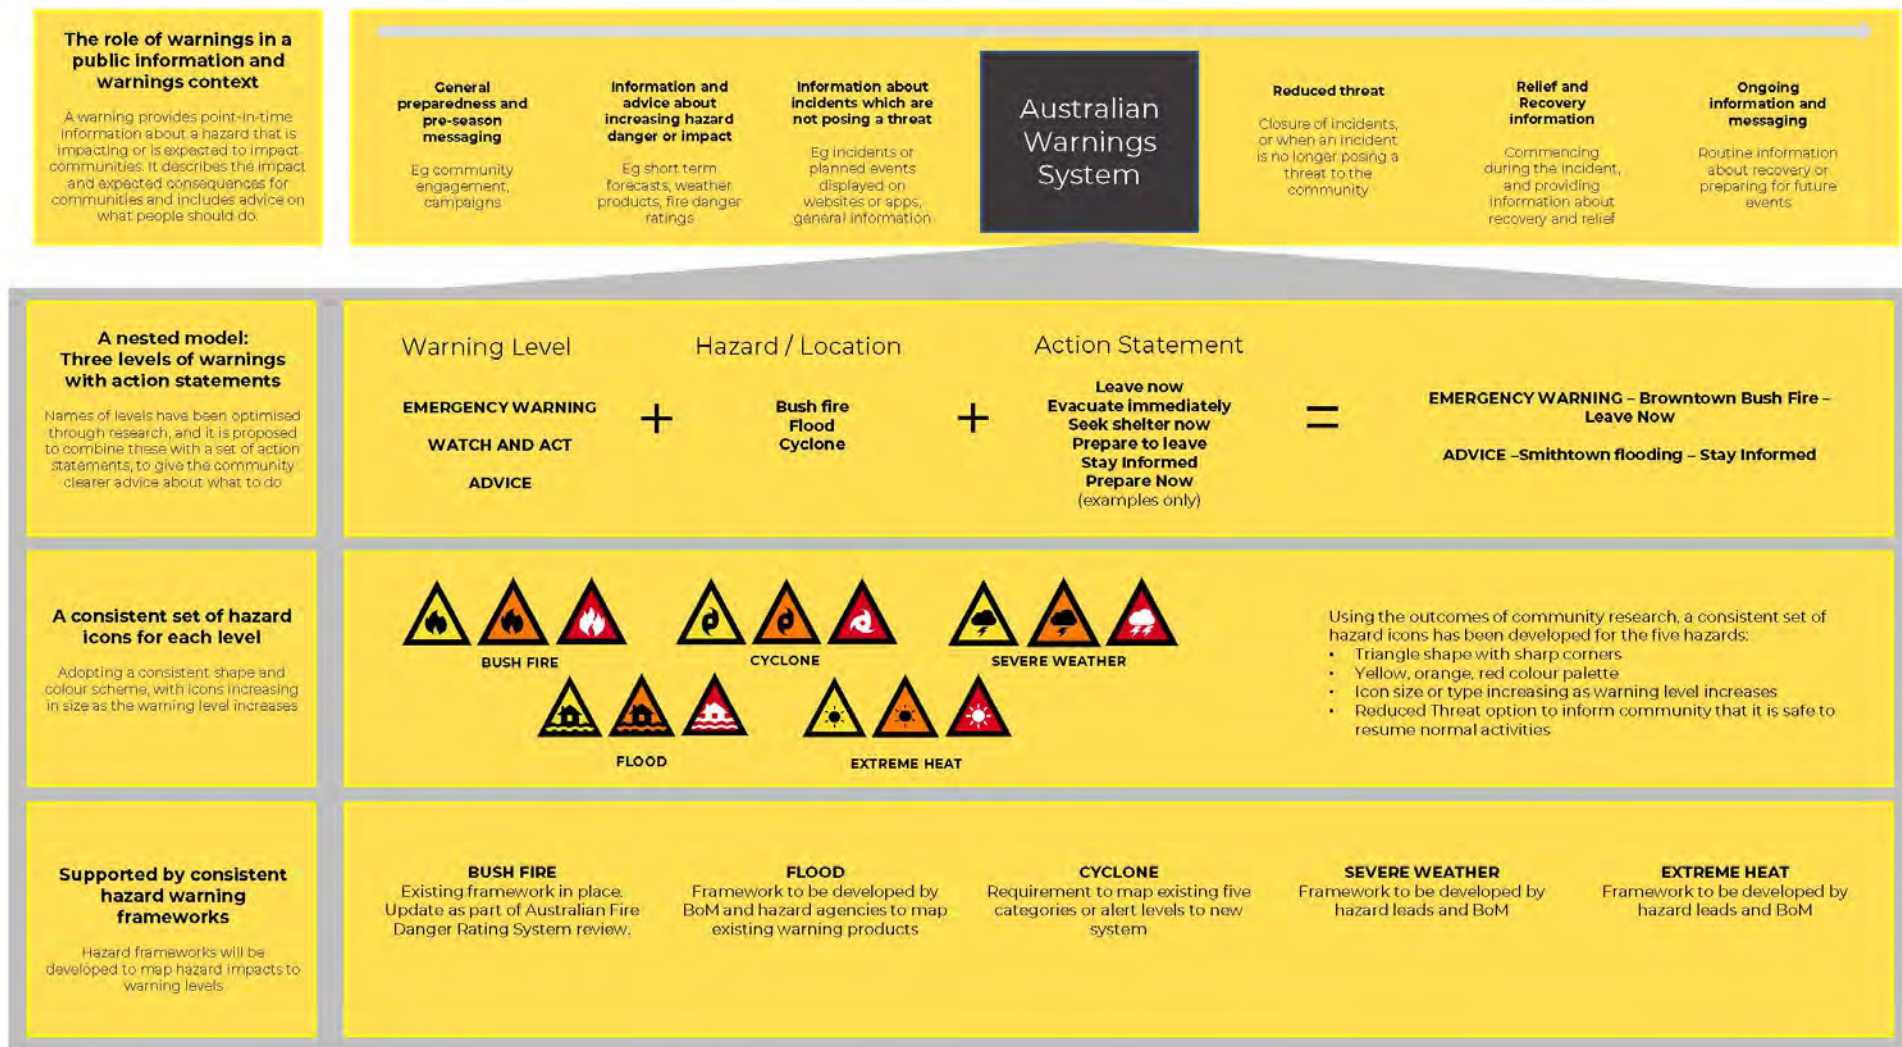 The role of warnings in a
public information and
warnings context
A warning provides point-in-time
information about a hazard that is
impacting or is expected to impact
communities. It describes the impact
and expected consequences for
communities and includes advice on
what people should do.
General
preparedness and
pre-season
messaging
Eg community
engagement,
campaigns
Information and
advice about
increasing hazard
danger or impact
Eg short term
forecasts, weather
products, fire danger
ratings
Information about
incidents which are
not posing a threat
Eg incidents or
planned events
displayed on
websites or apps,
general information
Australian
Warnings
System
Reduced threat
Closure of incidents,
or when an incident
is no longer posing a
threat to the
community
Relief and
Recovery
information
Commencing
during the incident,
and providing
information about
recovery and relief
Ongoing
information and
messaging
Routine information
about recovery or
preparing for future
events
A nested model:
Three levels of warnings
with action statements
Names of levels have been optimised
through research, and it is proposed
to combine these with a set of action
statements, to give the community
clearer advice about what to do
Warning Level
EMERGENCY WARNING
WATCH AND ACT
ADVICE
+
Hazard / Location
Bush fire
Flood
Cyclone
+
Action Statement
Leave now
Evacuate immediately
Seek shelter now
Prepare to leave
Stay Informed
Prepare Now
(examples only)
=
EMERGENCY WARNING – Browntown Bush Fire –
Leave Now
ADVICE –Smithtown flooding – Stay Informed
A consistent set of hazard
icons for each level
Adopting a consistent shape and
colour scheme, with icons increasing
in size as the warning level increases
BUSH FIRE
CYCLONE
SEVERE WEATHER
FLOOD
EXTREME HEAT
Using the outcomes of community research, a consistent set of
hazard icons has been developed for the five hazards:
• Triangle shape with sharp corners
• Yellow, orange, red colour palette
• Icon size or type increasing as warning level increases
• Reduced Threat option to inform community that it is safe to
resume normal activities
Supported by consistent
hazard warning
frameworks
Hazard frameworks will be
developed to map hazard impacts to
warning levels
BUSH FIRE
Existing framework in place.
Update as part of Australian Fire
Danger Rating System review.
FLOOD
Framework to be developed by
BoM and hazard agencies to map
existing warning products
CYCLONE
Requirement to map existing five
categories or alert levels to new
system
SEVERE WEATHER
Framework to be developed by
hazard leads and BoM
EXTREME HEAT
Framework to be developed by
hazard leads and BoM